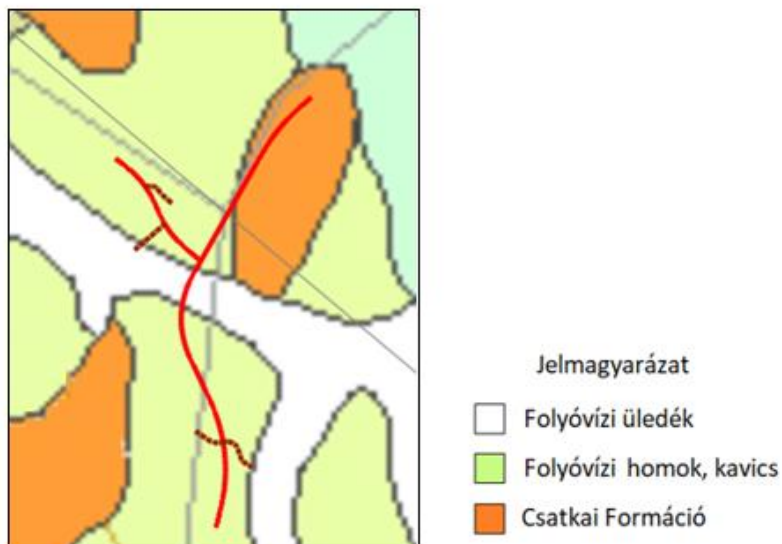 Jelmagyarázat
Folyóvízi üledék
Folyóvízi homok, kavics
Csatkai Formáció